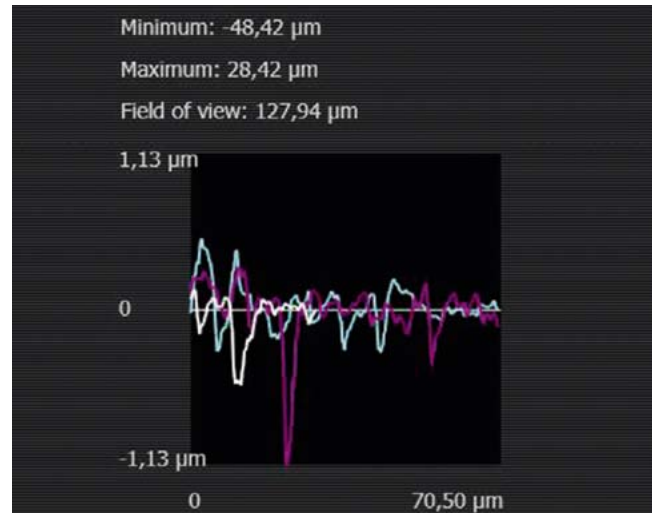 Minimum: -48,42 µm
Maximum: 28,42 µm
Field of view: 127,94 µm
1,13 µm
0
-1,13 µm
0 70,50 µm